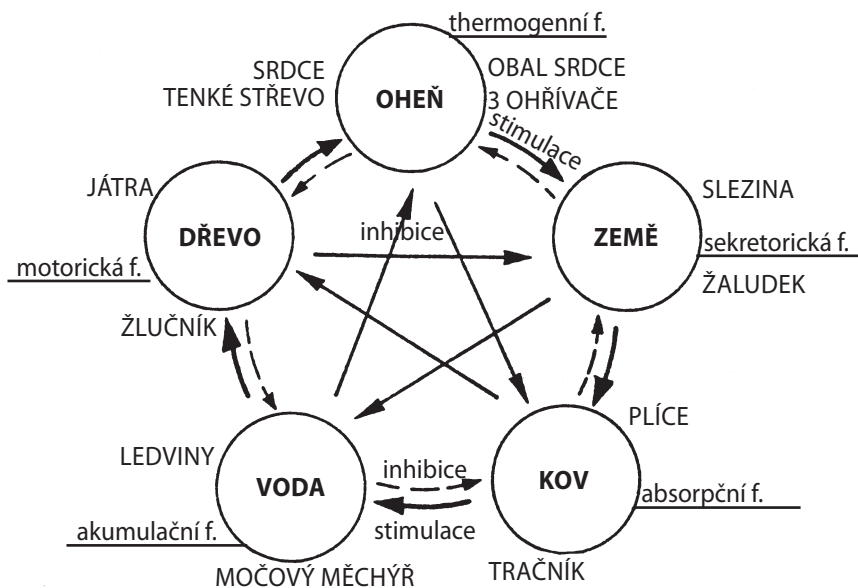 thermogenní f.
SRDCE
TENKÉ STŘEVO
OHEŇ
OBAL SRDCE
3 OHŘÍVAČE
stimulace
JÁTRA
DŘEVO
motorická f.
ŽLUČNÍK
inhibice
ZEMĚ
SLEZINA
sekretorická f.
ŽALUDEK
LEDVINY
VODA
akumulační f.
MOČOVÝ MĚCHÝŘ
inhibice
stimulace
KOV
PLÍCE
absorpční f.
TRAČNÍK